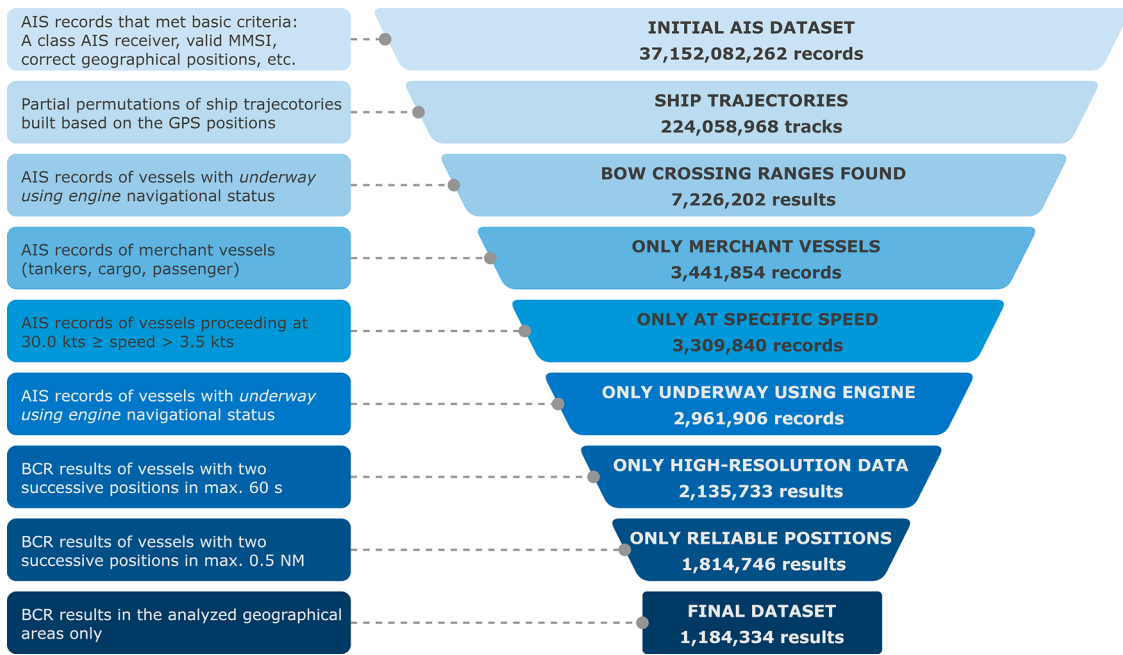 AIS records that met basic criteria:
A class AIS receiver, valid MMSI,
correct geographical positions, etc.
INITIAL AIS DATASET
37,152,082,262 records
Partial permutations of ship trajecotories
built based on the GPS positions
SHIP TRAJECTORIES
224,058,968 tracks
AIS records of vessels with underway
using engine navigational status
BOW CROSSING RANGES FOUND
7,226,202 results
AIS records of merchant vessels
(tankers, cargo, passenger)
ONLY MERCHANT VESSELS
3,441,854 records
AIS records of vessels proceeding at
30.0 kts ≥ speed > 3.5 kts
ONLY AT SPECIFIC SPEED
3,309,840 records
AIS records of vessels with underway
using engine navigational status
ONLY UNDERWAY USING ENGINE
2,961,906 records
BCR results of vessels with two
successive positions in max. 60 s
ONLY HIGH-RESOLUTION DATA
2,135,733 results
BCR results of vessels with two
successive positions in max. 0.5 NM
ONLY RELIABLE POSITIONS
1,814,746 results
BCR results in the analyzed geographical
areas only
FINAL DATASET
1,184,334 results